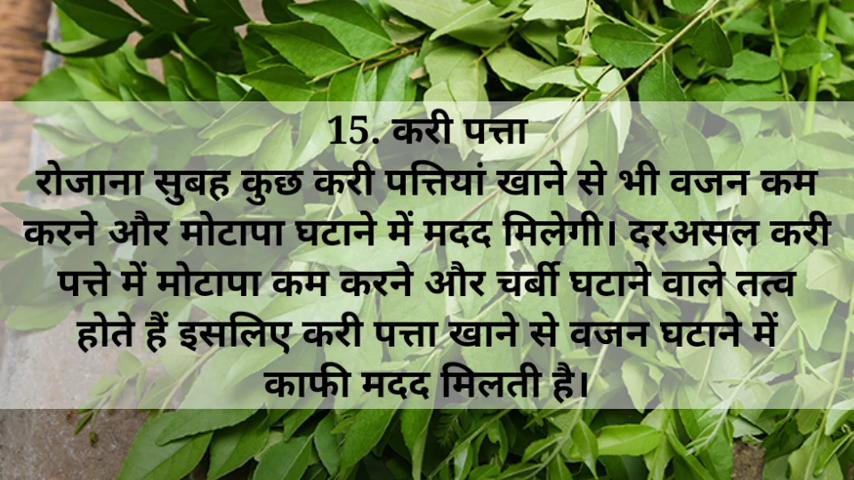 15. करी पत्ता
रोजाना सुबह कुछ करी पत्तियां खाने से भी वजन कम
करने और मोटापा घटाने में मदद मिलेगी। दरअसल करी
पत्ते में मोटापा कम करने और चर्बी घटाने वाले तत्व
होते हैं इसलिए करी पत्ता खाने से वजन घटाने में
काफी मदद मिलती है।